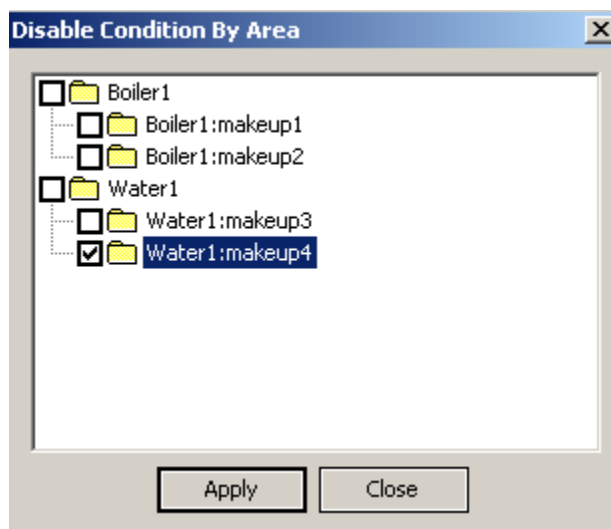 Disable Condition By Area
Boiler1
Boiler1:makeup1
Boiler1:makeup2
Water1
Water1:makeup3
Water1:makeup4
Apply Close